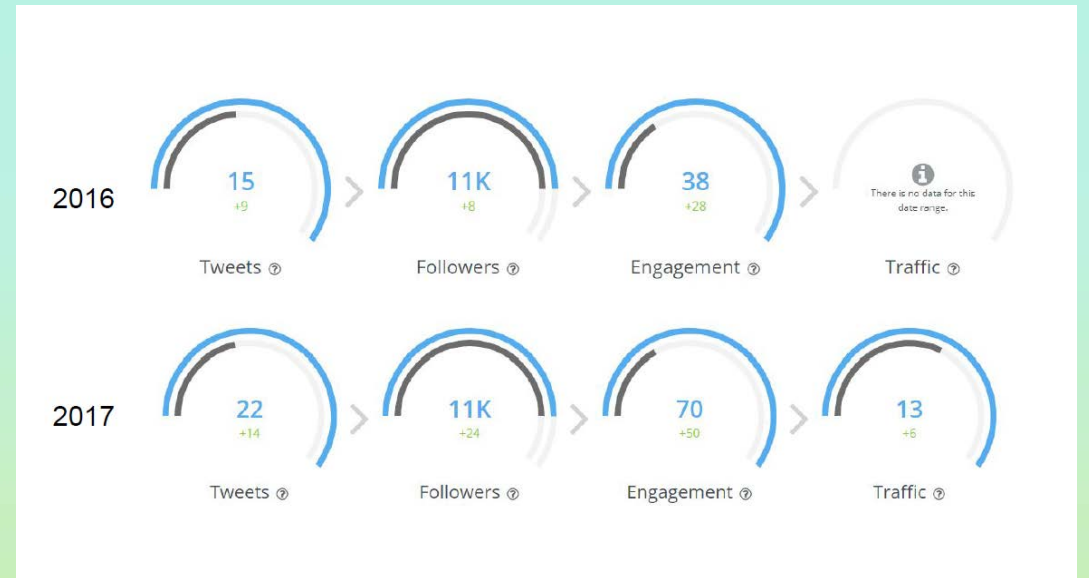 2016
15
+9
Tweets ?
11K
+8
Followers ?
38
+28
Engagement ?
i
There is no data for this
date range.
Traffic ?
2017
22
+14
Tweets ?
11K
+24
Followers ?
70
+50
Engagement ?
13
+6
Traffic ?